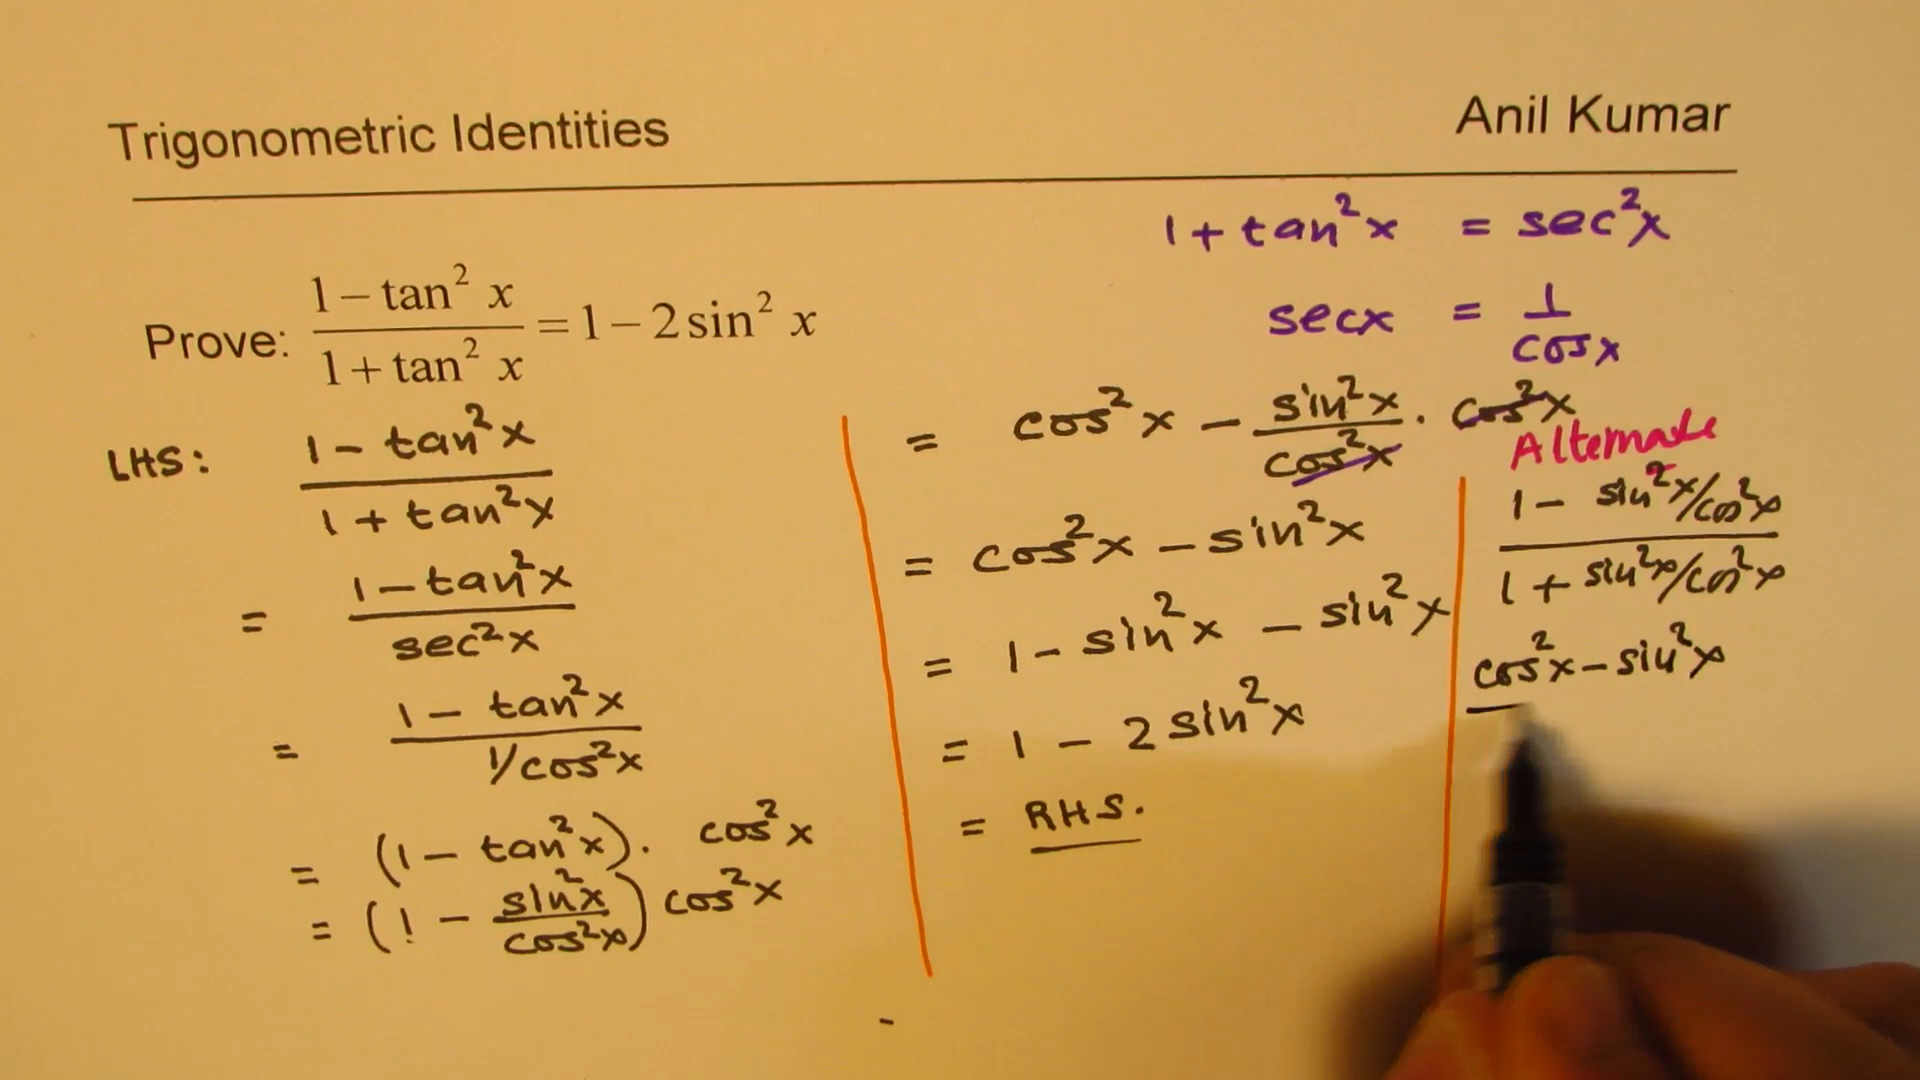 Trigonometric Identities
Anil Kumar
1 + tan²x = sec²x
sec x = 1/cos x
Prove: (1 − tan² x)/(1 + tan² x) = 1 − 2 sin² x
LHS: (1 − tan²x)/(1 + tan²x)
= (1 − tan²x)/(sec²x)
= (1 − tan²x)/(1/cos²x)
= (1 − tan²x). cos²x
= (1 − sin²x/cos²x) cos²x
= cos²x − sin²x/cos²x . cos²x
= cos²x − sin²x
= 1 − sin²x − sin²x
= 1 − 2 sin²x
= RHS.
Alternate
(1 − sin²x/cos²x)/(1 + sin²x/cos²x)
cos²x − sin²x